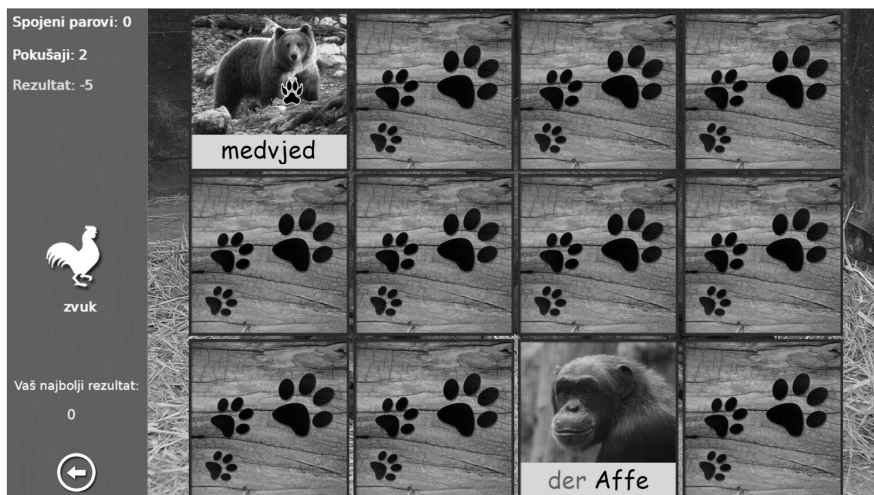 Spojeni parovi: 0
Pokušaji: 2
Rezultat: -5
zvuk
Vaš najbolji rezultat:
0
medvjed
der Affe